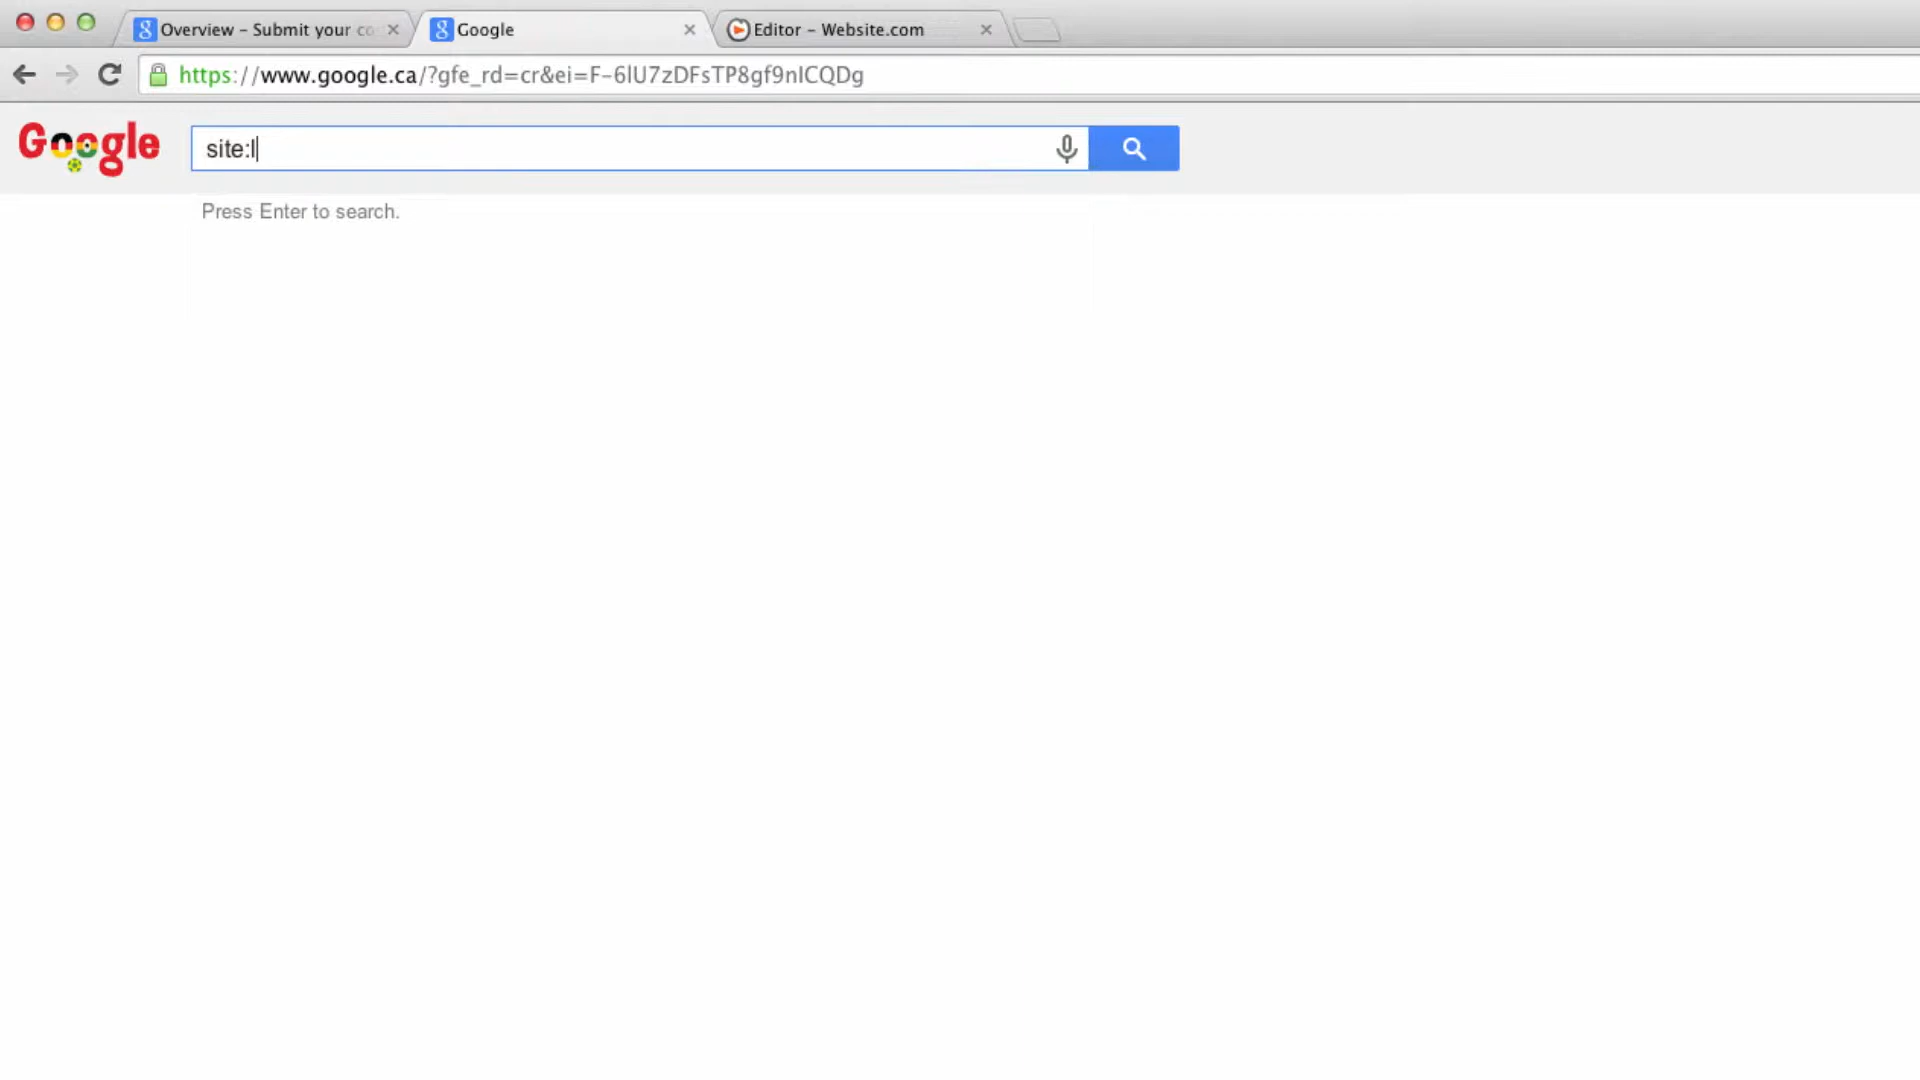 Overview – Submit your co
Google
Editor – Website.com
https://www.google.ca/?gfe_rd=cr&ei=F-6lU7zDFsTP8gf9nICQDg
Google
site:l
Press Enter to search.